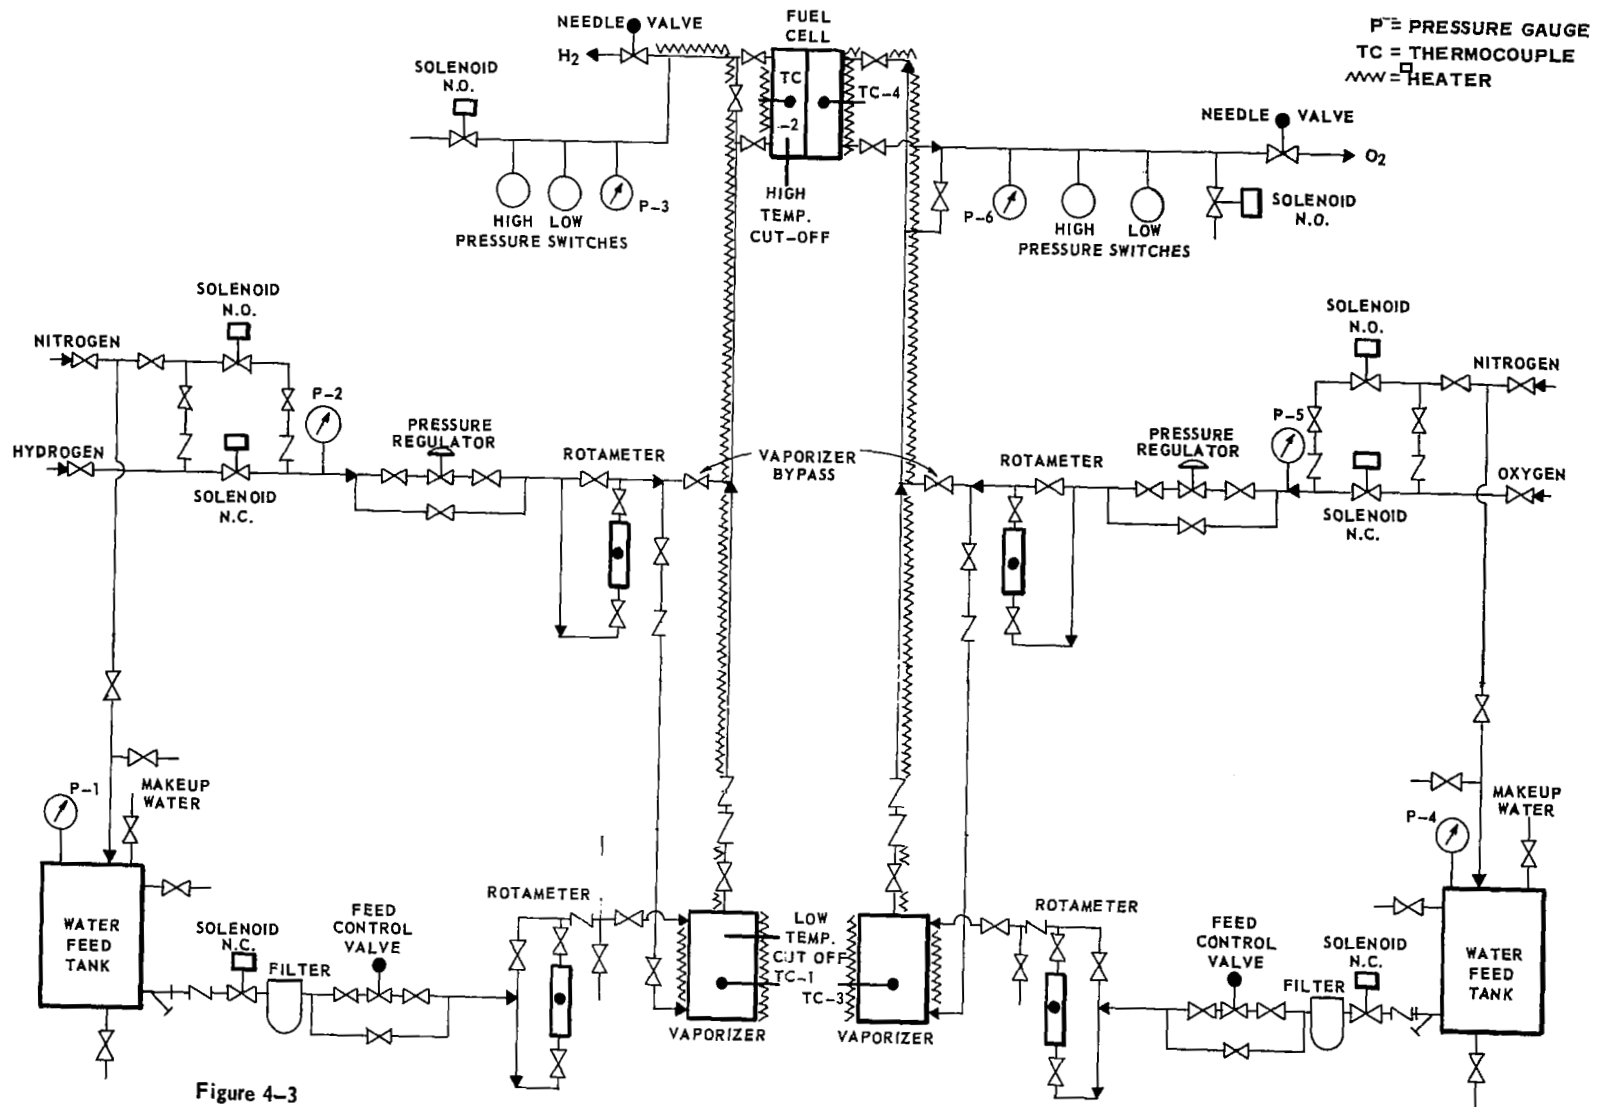 NEEDLE VALVE
FUEL
CELL
P = PRESSURE GAUGE
TC = THERMOCOUPLE
= HEATER
H2
SOLENOID
N.O.
TC
-2
TC-4
NEEDLE VALVE
O2
P-3
HIGH LOW
PRESSURE SWITCHES
HIGH
TEMP.
CUT-OFF
P-6
HIGH LOW
PRESSURE SWITCHES
SOLENOID
N.O.
SOLENOID
N.O.
NITROGEN
P-2
HYDROGEN
SOLENOID
N.C.
PRESSURE
REGULATOR
ROTAMETER
VAPORIZER
BYPASS
ROTAMETER
PRESSURE
REGULATOR
P-5
SOLENOID
N.O.
NITROGEN
OXYGEN
SOLENOID
N.C.
P-1
MAKEUP
WATER
WATER
FEED
TANK
SOLENOID
N.C.
FILTER
FEED
CONTROL
VALVE
ROTAMETER
LOW
TEMP.
CUT OFF
TC-1
TC-3
VAPORIZER
VAPORIZER
ROTAMETER
FEED
CONTROL
VALVE
FILTER
SOLENOID
N.C.
P-4
MAKEUP
WATER
WATER
FEED
TANK
Figure 4-3